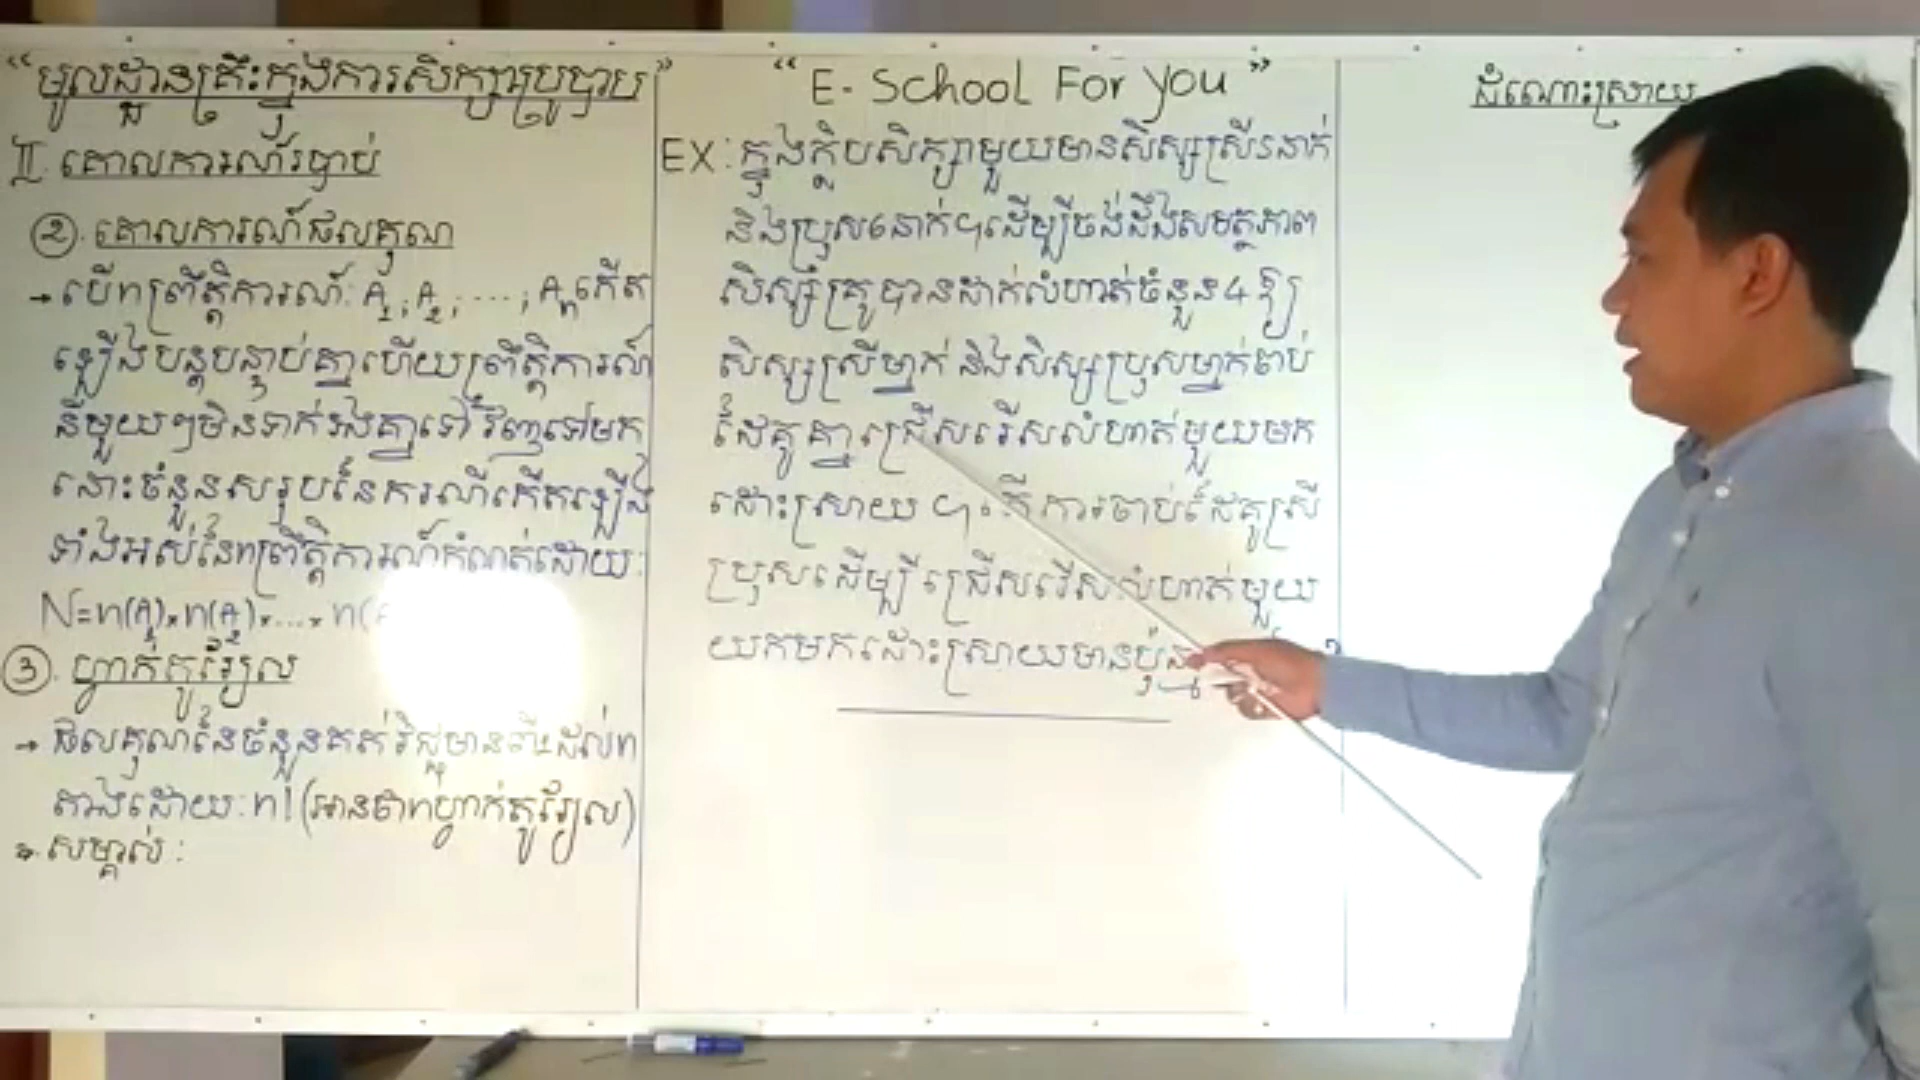 “មូលដ្ឋានគ្រឹះក្នុងការសិក្សាប្រូបាប”
II. គោលការណ៍របាប់
②. គោលការណ៍ផលគុណ
→ បើ n ព្រឹត្តិការណ៍: A₁, A₂, ...., Aₙ កើត
ឡើងបន្តបន្ទាប់គ្នាហើយព្រឹត្តិការណ៍
នីមួយៗមិនទាក់ទងគ្នាទៅវិញទៅមក
នោះចំនួនសរុបនៃករណីកើតឡើង
ទាំងអស់នៃ n ព្រឹត្តិការណ៍កំណត់ដោយ:
N=n(A₁)×n(A₂)×...× n(
③. ហ្វាក់តូរ្យែល
→ ផលគុណនៃចំនួនគត់វិជ្ជមានពី 1 ដល់ n
តាងដោយ: n! (អានថា n ហ្វាក់តូរ្យែល)
*. សម្គាល់ :
“ E- School For You ”
EX: ក្នុងក្លិបសិក្សាមួយមានសិស្សស្រី នាក់
និងប្រុស 6 នាក់ ។ ដើម្បីចង់ដឹងសមត្ថភាព
សិស្សគ្រូបានដាក់លំហាត់ចំនួន 4 ឱ្យ
សិស្សស្រីម្នាក់ និងសិស្សប្រុសម្នាក់ចាប់
ដៃគូគ្នាជ្រើសរើសលំហាត់មួយមក
ដោះស្រាយ ។ តើការចាប់ដៃគូស្រី
ប្រុសដើម្បីជ្រើសរើសលំហាត់មួយ
យកមកដោះស្រាយមានប៉ុន្មា ?
ដំណោះស្រាយ